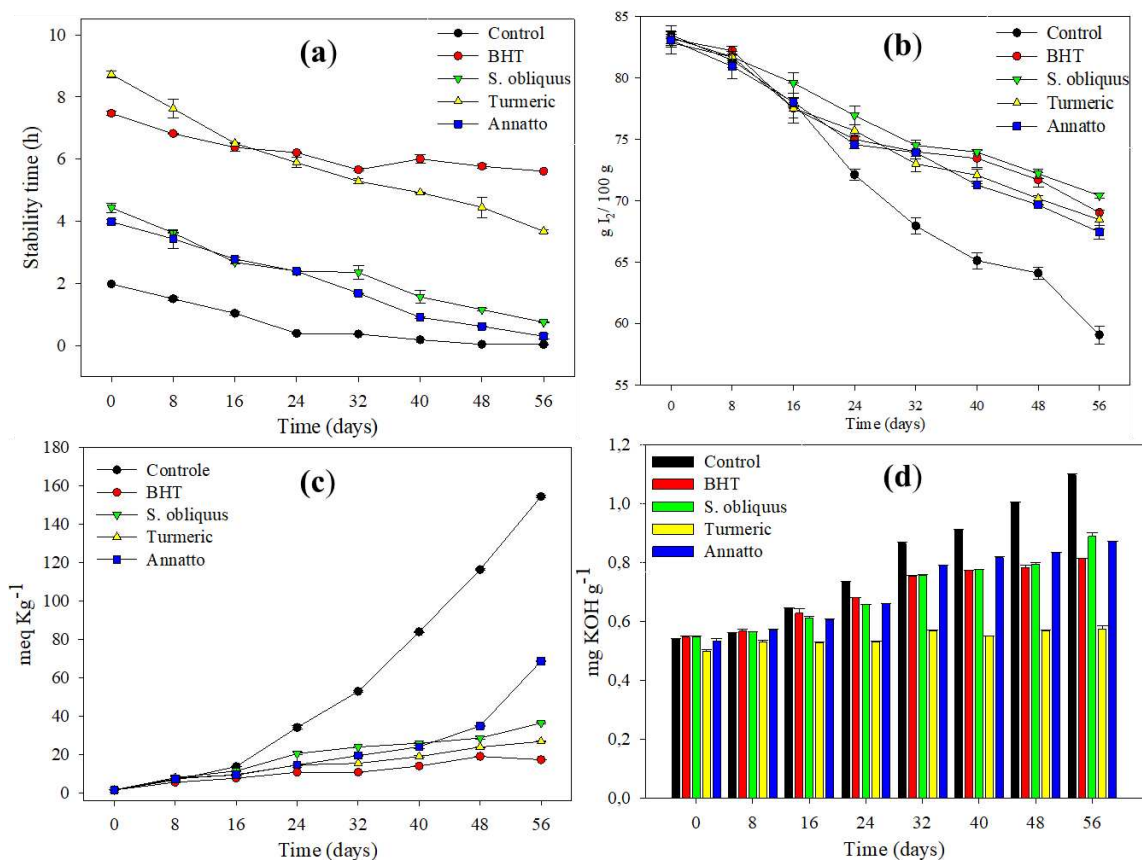 (a)
Control
BHT
S. obliquus
Turmeric
Annatto
Stability time (h)
10
8
6
4
2
0
0 8 16 24 32 40 48 56
Time (days)
(b)
Control
BHT
S. obliquus
Turmeric
Annatto
g I₂/ 100 g
85
80
75
70
65
60
55
0 8 16 24 32 40 48 56
Time (days)
(c)
Controle
BHT
S. obliquus
Turmeric
Annatto
meq Kg⁻¹
180
160
140
120
100
80
60
40
20
0
0 8 16 24 32 40 48 56
Time (days)
(d)
Control
BHT
S. obliquus
Turmeric
Annatto
mg KOH g⁻¹
1,2
1,0
0,8
0,6
0,4
0,2
0,0
0 8 16 24 32 40 48 56
Time (days)